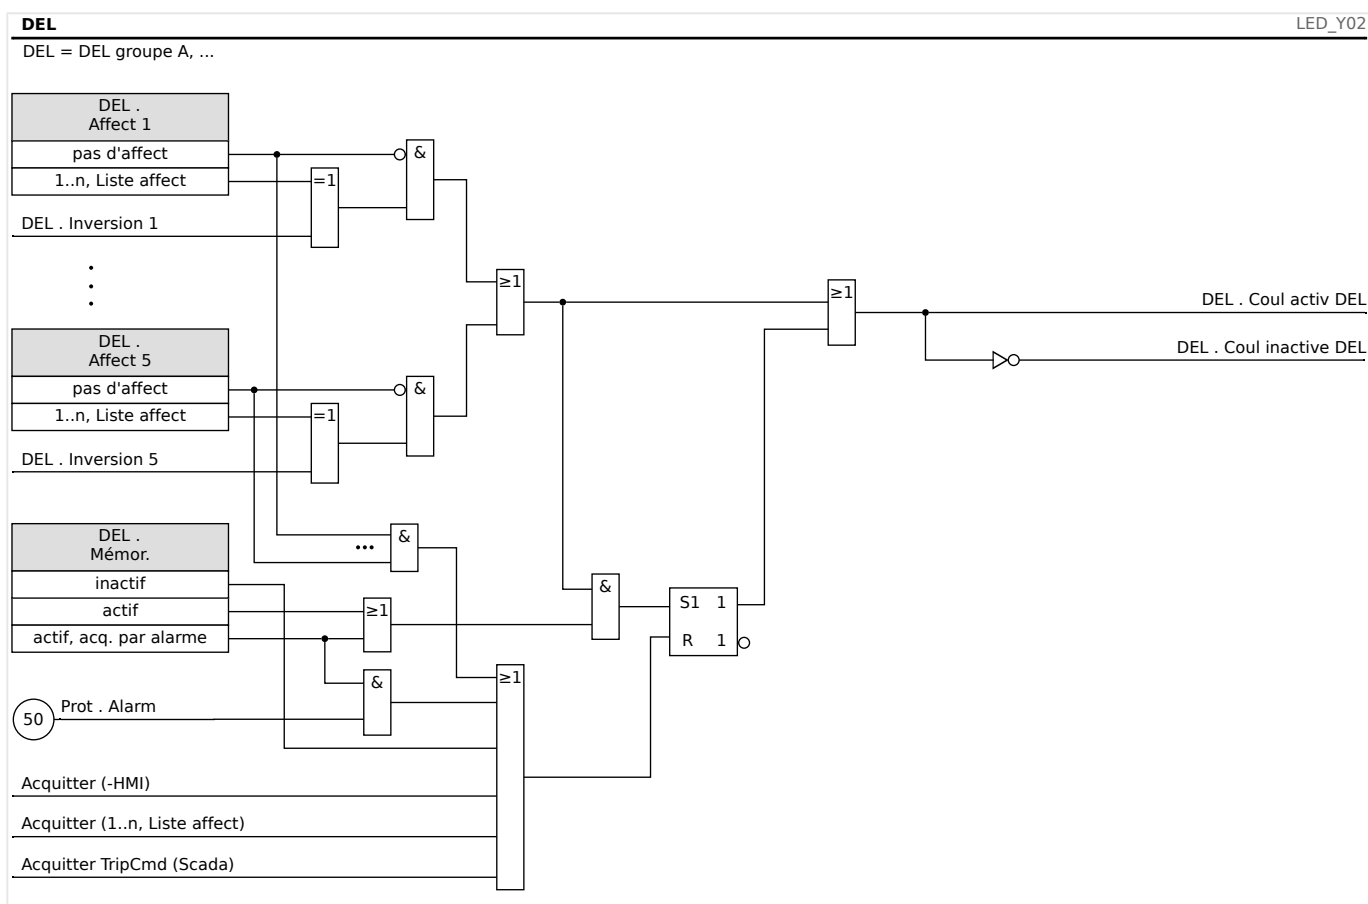 DEL
LED_Y02
DEL = DEL groupe A, ...
DEL .
Affect 1
pas d'affect
1..n, Liste affect
DEL . Inversion 1
&
=1
≥1
≥1
DEL . Coul activ DEL
DEL . Coul inactive DEL
DEL .
Affect 5
pas d'affect
1..n, Liste affect
DEL . Inversion 5
&
=1
DEL .
Mémor.
inactif
actif
actif, acq. par alarme
&
≥1
&
S1 1
R 1
&
≥1
50
Prot . Alarm
Acquitter (-HMI)
Acquitter (1..n, Liste affect)
Acquitter TripCmd (Scada)